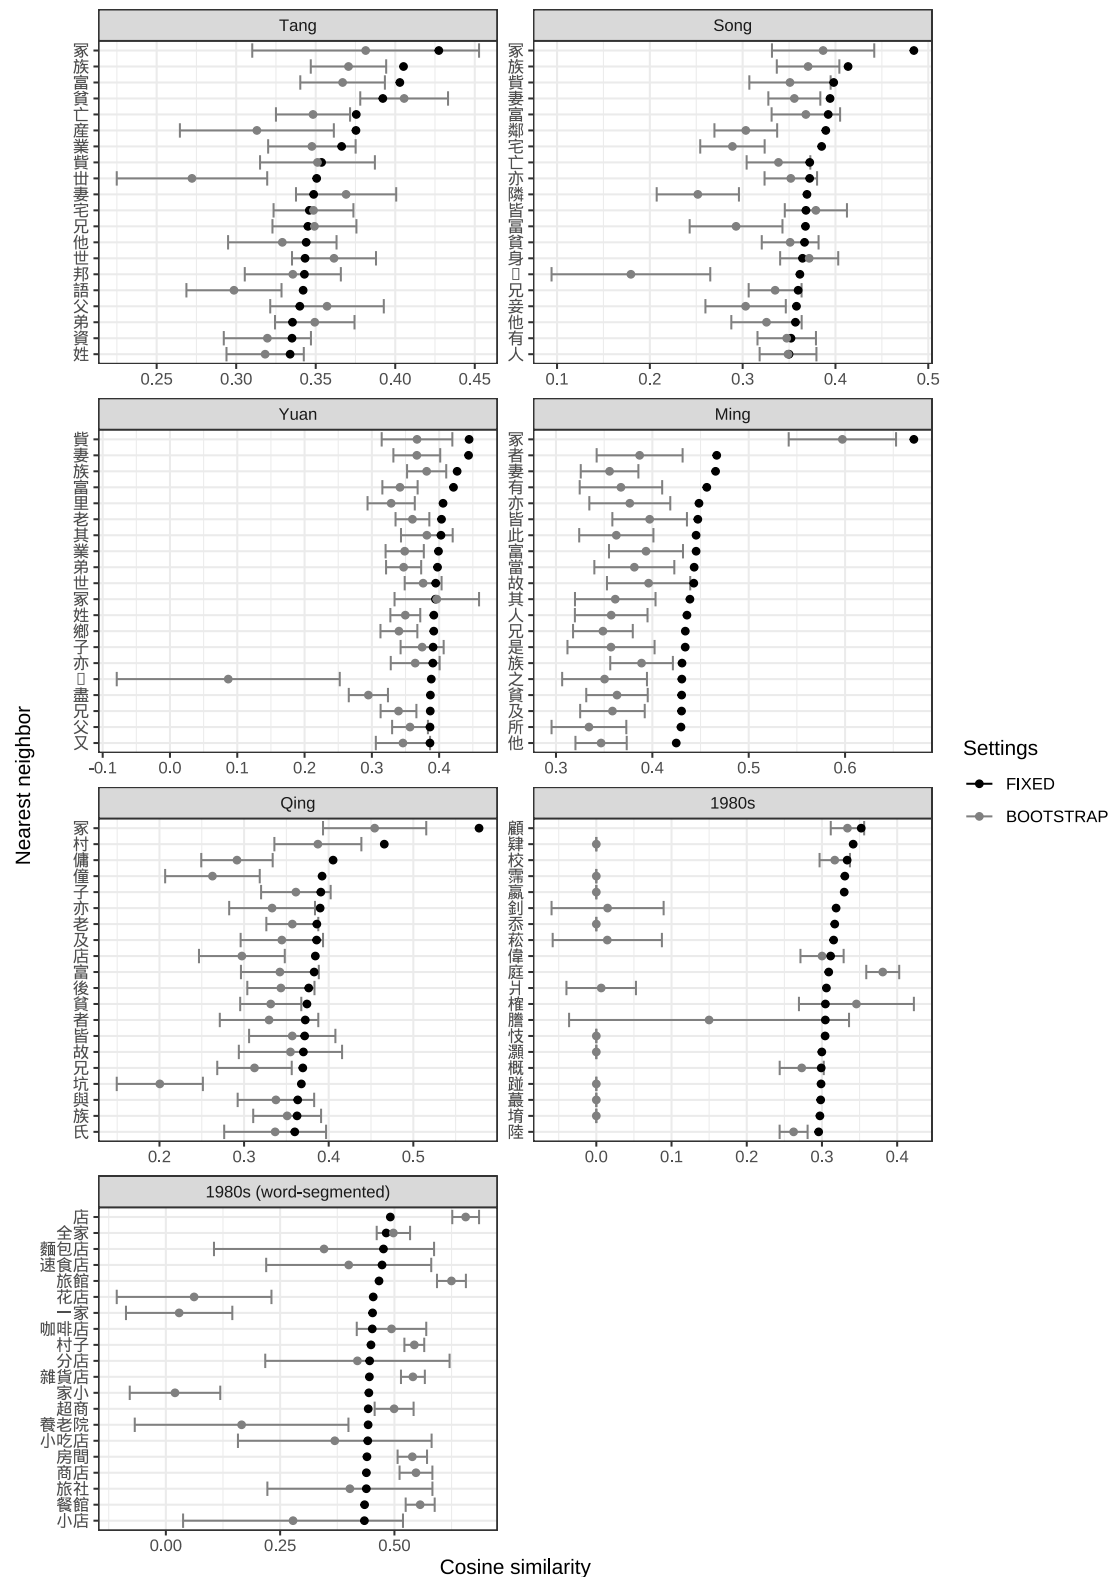 Tang
冢
族
富
貧
亡
産
業
貲
丗
妻
宅
兄
他
世
邦
語
父
弟
資
姓
0.25 0.30 0.35 0.40 0.45
Song
冢
族
貲
妻
富
鄰
宅
亡
亦
隣
皆
冨
貧
身
兄
妾
他
有
人
0.1 0.2 0.3 0.4 0.5
Yuan
貲
妻
族
富
里
老
其
業
弟
世
冢
姓
鄉
子
亦
盡
兄
父
又
-0.1 0.0 0.1 0.2 0.3 0.4
Ming
冢
者
妻
有
亦
皆
此
富
當
故
其
人
兄
是
族
之
貧
及
所
他
0.3 0.4 0.5 0.6
Qing
冢
村
傭
僮
子
亦
老
及
店
富
後
貧
者
皆
故
兄
坑
與
族
氏
0.2 0.3 0.4 0.5
1980s
顧
肄
校
霈
嬴
釗
忝
菘
偉
庭
榷
膽
忮
灝
概
蹤
蕞
堉
陸
0.0 0.1 0.2 0.3 0.4
1980s (word-segmented)
店
全家
麵包店
速食店
旅館
花店
一家
咖啡店
村子
分店
雜貨店
家小
超商
養老院
小吃店
房間
商店
旅社
餐館
小店
0.00 0.25 0.50
Nearest neighbor
Cosine similarity
Settings
FIXED
BOOTSTRAP